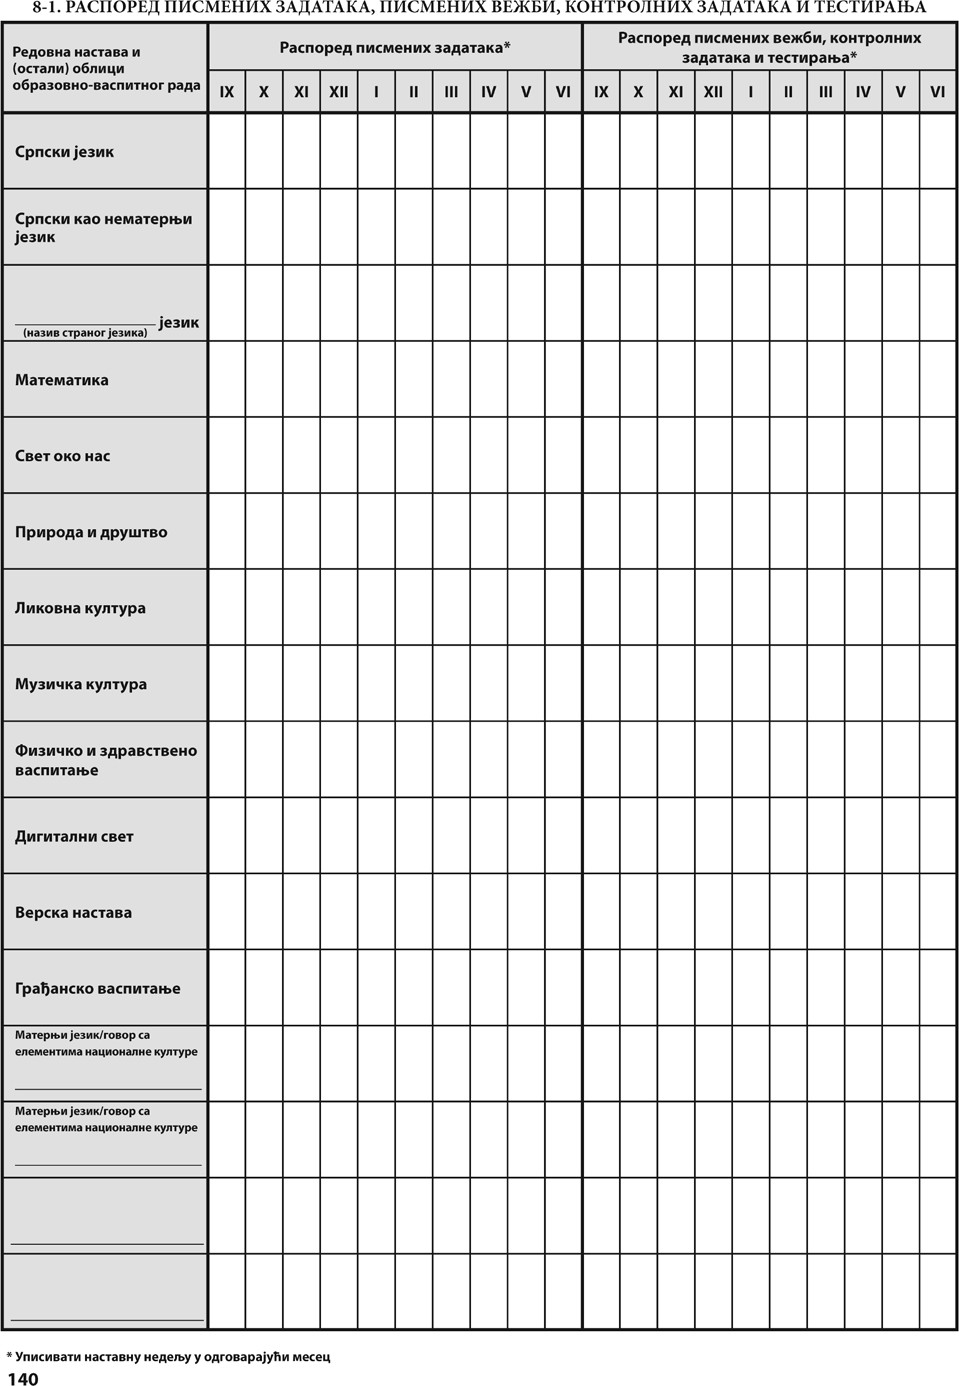 8-1. РАСПОРЕД ПИСМЕНИХ ЗАДАТАКА, ПИСМЕНИХ ВЕЖБИ, КОНТРОЛНИХ ЗАДАТАКА И ТЕСТИРАЊА
Редовна настава и
(остали) облици
образовно-васпитног рада
Распоред писмених задатака*
Распоред писмених вежби, контролних
задатака и тестирања*
IX X XI XII I II III IV V VI IX X XI XII I II III IV V VI
Српски језик
Српски као нематерњи
језик
____________________ језик
(назив страног језика)
Математика
Свет око нас
Природа и друштво
Ликовна култура
Музичка култура
Физичко и здравствено
васпитање
Дигитални свет
Верска настава
Грађанско васпитање
Матерњи језик/говор са
елементима националне културе
Матерњи језик/говор са
елементима националне културе
* Уписивати наставну недељу у одговарајући месец
140